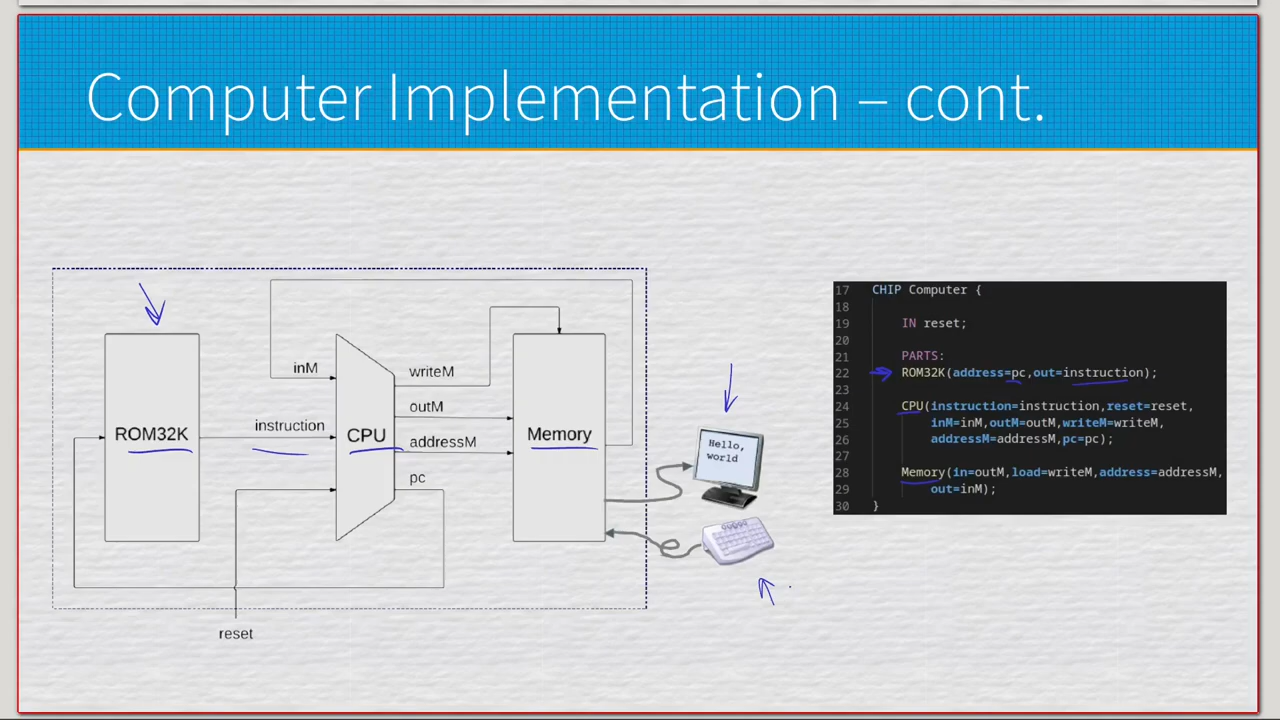 Computer Implementation – cont.
ROM32K
instruction
inM
CPU
writeM
outM
addressM
pc
Memory
reset
Hello,
world
17 CHIP Computer {
18
19 IN reset;
20
21 PARTS:
22 ROM32K(address=pc,out=instruction);
23
24 CPU(instruction=instruction,reset=reset,
25 inM=inM,outM=outM,writeM=writeM,
26 addressM=addressM,pc=pc);
27
28 Memory(in=outM,load=writeM,address=addressM,
29 out=inM);
30 }